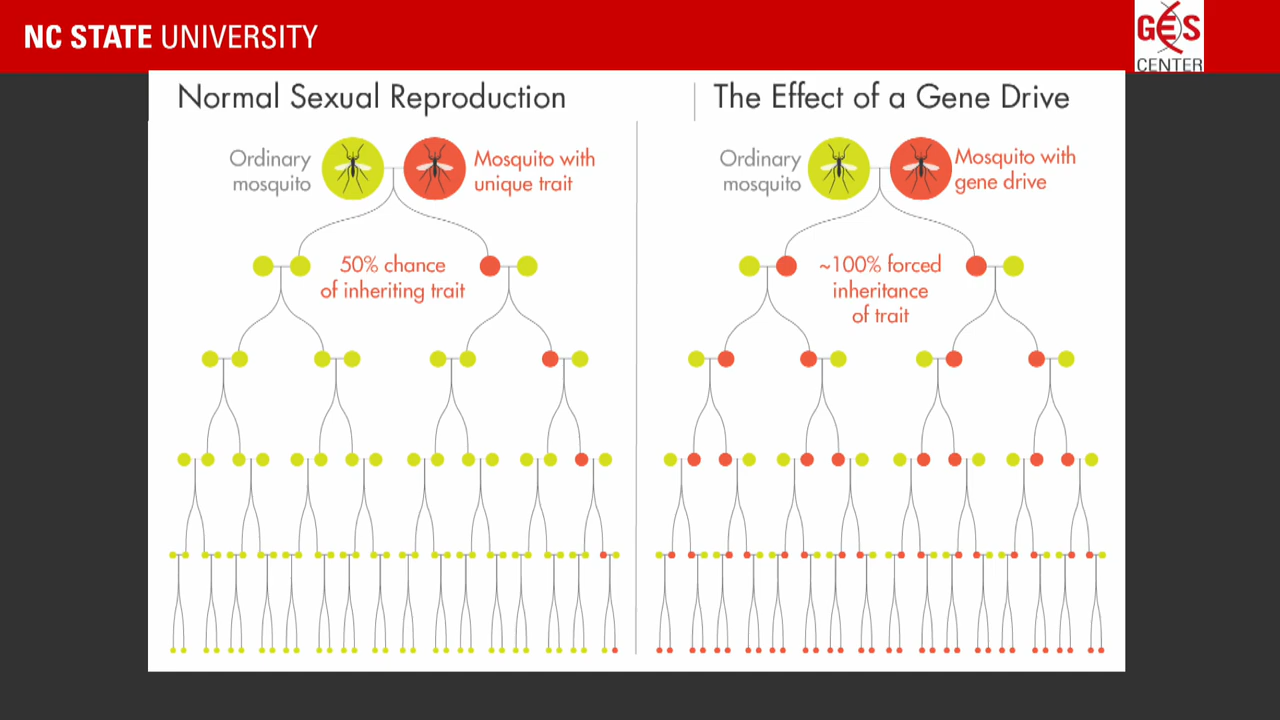 NC STATE UNIVERSITY
GES
CENTER
Normal Sexual Reproduction
Ordinary
mosquito
Mosquito with
unique trait
50% chance
of inheriting trait
The Effect of a Gene Drive
Ordinary
mosquito
Mosquito with
gene drive
~100% forced
inheritance
of trait